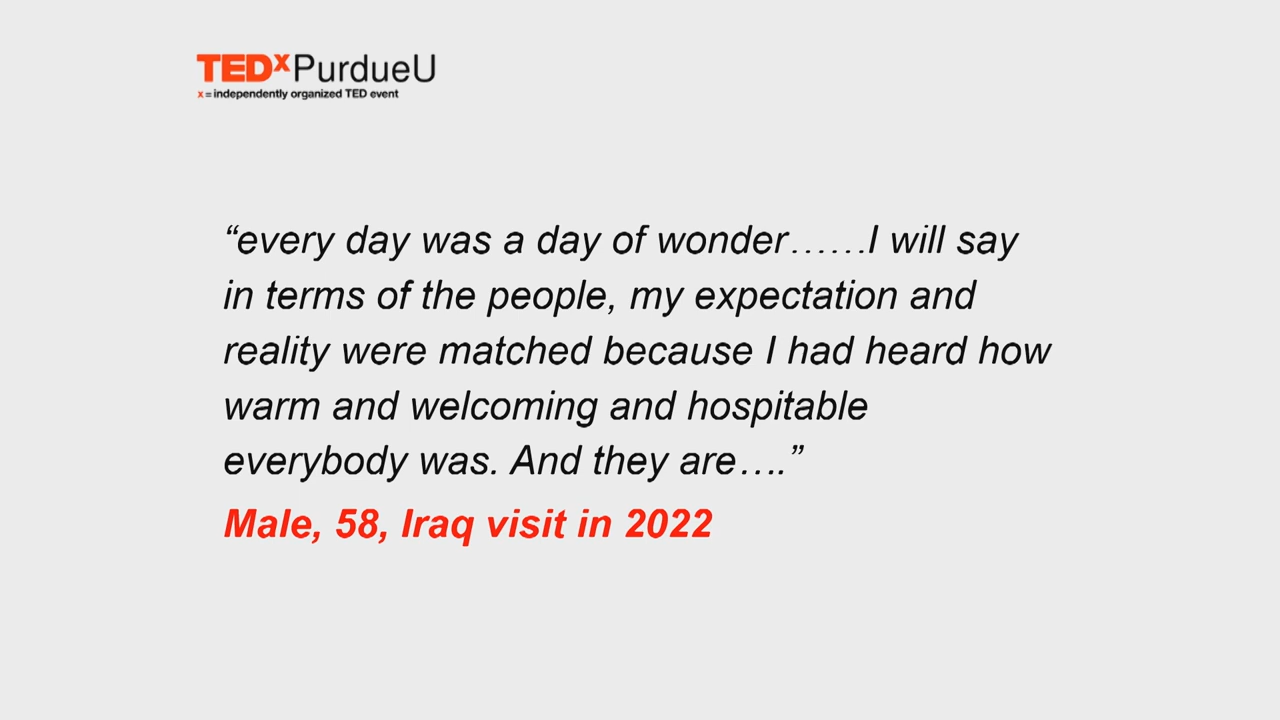 TEDxPurdueU
x = independently organized TED event
“every day was a day of wonder……I will say
in terms of the people, my expectation and
reality were matched because I had heard how
warm and welcoming and hospitable
everybody was. And they are….”
Male, 58, Iraq visit in 2022